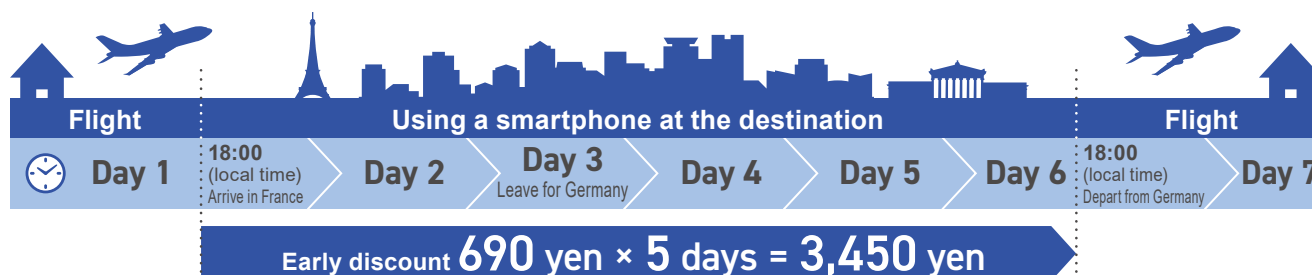 Flight
Using a smartphone at the destination
Flight
Day 1
18:00
(local time)
Arrive in France
Day 2
Day 3
Leave for Germany
Day 4
Day 5
Day 6
18:00
(local time)
Depart from Germany
Day 7
Early discount 690 yen × 5 days = 3,450 yen